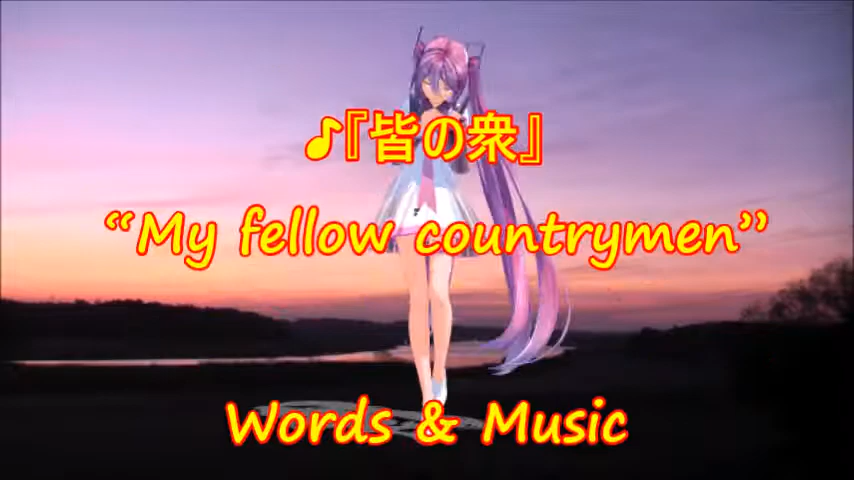 ♪『皆の衆』
“My fellow countrymen”
Words & Music